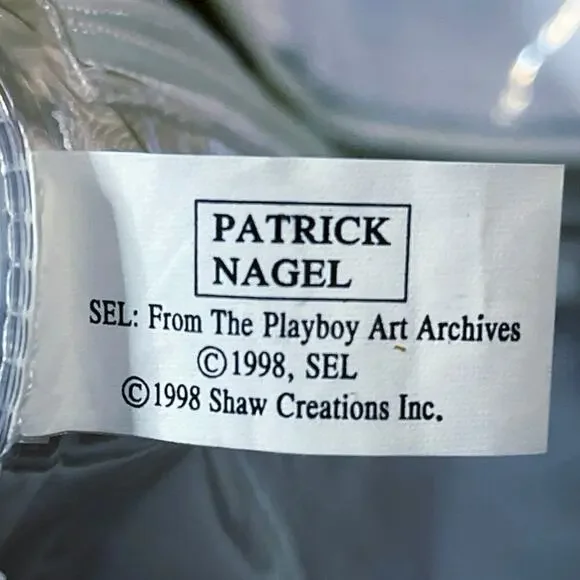 PATRICK
NAGEL
SEL: From The Playboy Art Archives
©1998, SEL
©1998 Shaw Creations Inc.